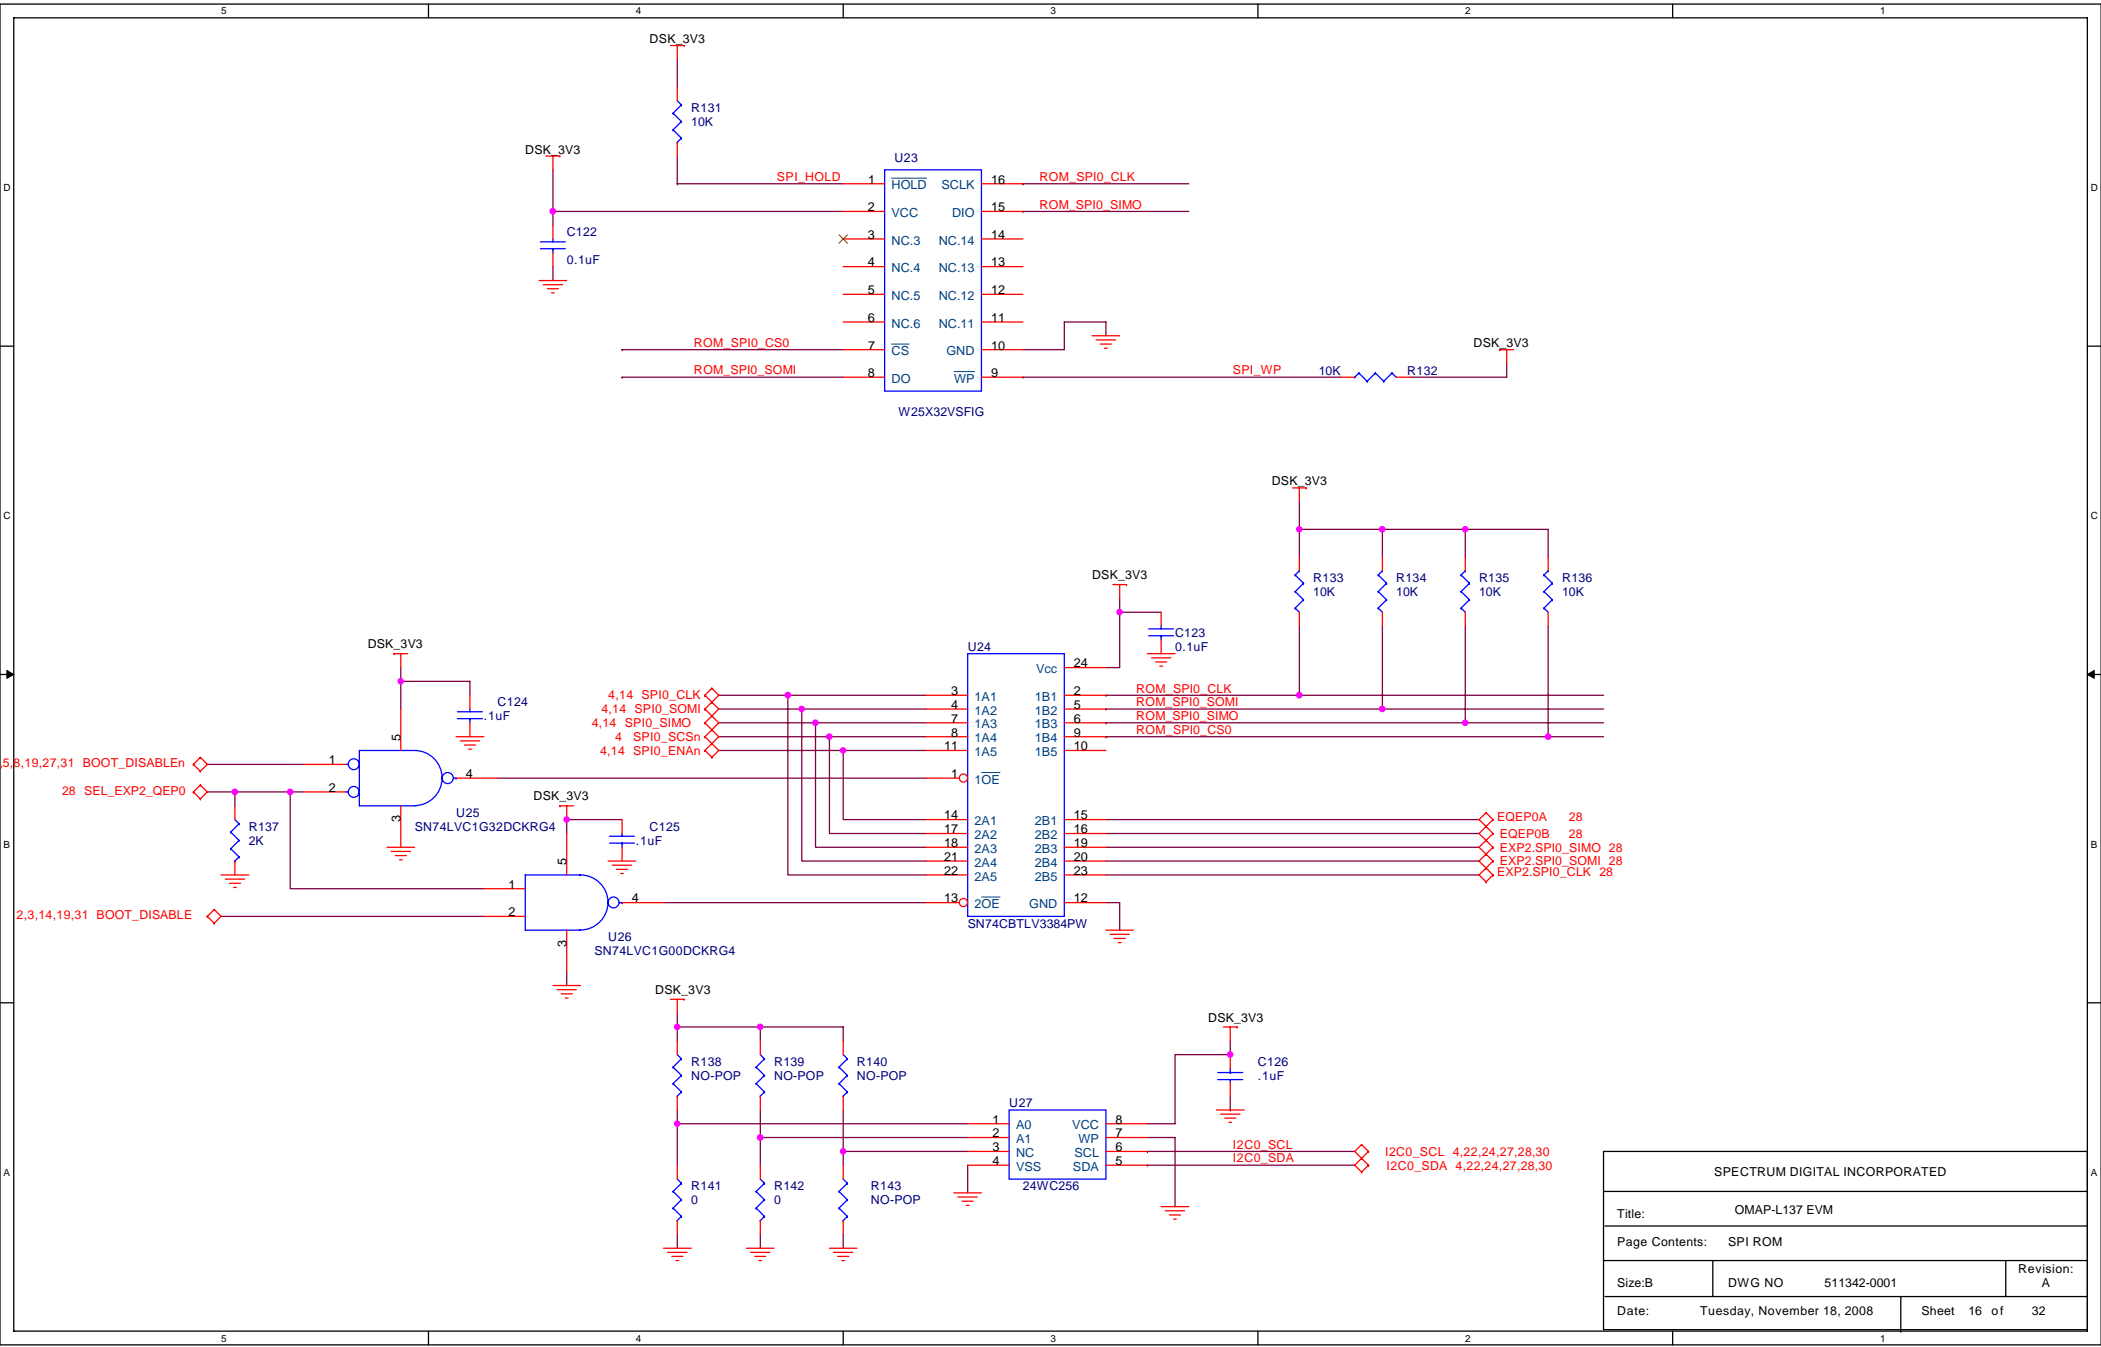 5 4 3 2 1
DSK_3V3
R131
10K
DSK_3V3
C122
0.1uF
U23
SPI_HOLD 1 HOLD SCLK 16 ROM_SPI0_CLK
2 VCC DIO 15 ROM_SPI0_SIMO
3 NC.3 NC.14 14
4 NC.4 NC.13 13
5 NC.5 NC.12 12
6 NC.6 NC.11 11
ROM_SPI0_CS0 7 CS GND 10
ROM_SPI0_SOMI 8 DO WP 9 SPI_WP 10K R132
DSK_3V3
W25X32VSFIG
D D
C C
DSK_3V3
R133
10K
R134
10K
R135
10K
R136
10K
DSK_3V3
C123
0.1uF
DSK_3V3
C124
.1uF
U24
Vcc 24
4,14 SPI0_CLK 3 1A1 1B1 2 ROM_SPI0_CLK
4,14 SPI0_SOMI 4 1A2 1B2 5 ROM_SPI0_SOMI
4,14 SPI0_SIMO 7 1A3 1B3 6 ROM_SPI0_SIMO
4 SPI0_SCSn 8 1A4 1B4 9 ROM_SPI0_CS0
4,14 SPI0_ENAn 11 1A5 1B5 10
1 1OE
14 2A1 2B1 15 EQEP0A 28
17 2A2 2B2 16 EQEP0B 28
18 2A3 2B3 19 EXP2.SPI0_SIMO 28
21 2A4 2B4 20 EXP2.SPI0_SOMI 28
22 2A5 2B5 23 EXP2.SPI0_CLK 28
13 2OE GND 12
SN74CBTLV3384PW
,5,8,19,27,31 BOOT_DISABLEn 1
28 SEL_EXP2_QEP0 2
5
4
3
U25
SN74LVC1G32DCKRG4
R137
2K
DSK_3V3
C125
.1uF
5
1
2,3,14,19,31 BOOT_DISABLE 2
4
3
U26
SN74LVC1G00DCKRG4
B B
DSK_3V3
R138
NO-POP
R139
NO-POP
R140
NO-POP
R141
0
R142
0
R143
NO-POP
DSK_3V3
C126
.1uF
U27
1 A0 VCC 8
2 A1 WP 7
3 NC SCL 6 I2C0_SCL I2C0_SCL 4,22,24,27,28,30
4 VSS SDA 5 I2C0_SDA I2C0_SDA 4,22,24,27,28,30
24WC256
A A
SPECTRUM DIGITAL INCORPORATED
Title: OMAP-L137 EVM
Page Contents: SPI ROM
Size:B DWG NO 511342-0001 Revision: A
Date: Tuesday, November 18, 2008 Sheet 16 of 32
5 4 3 2 1